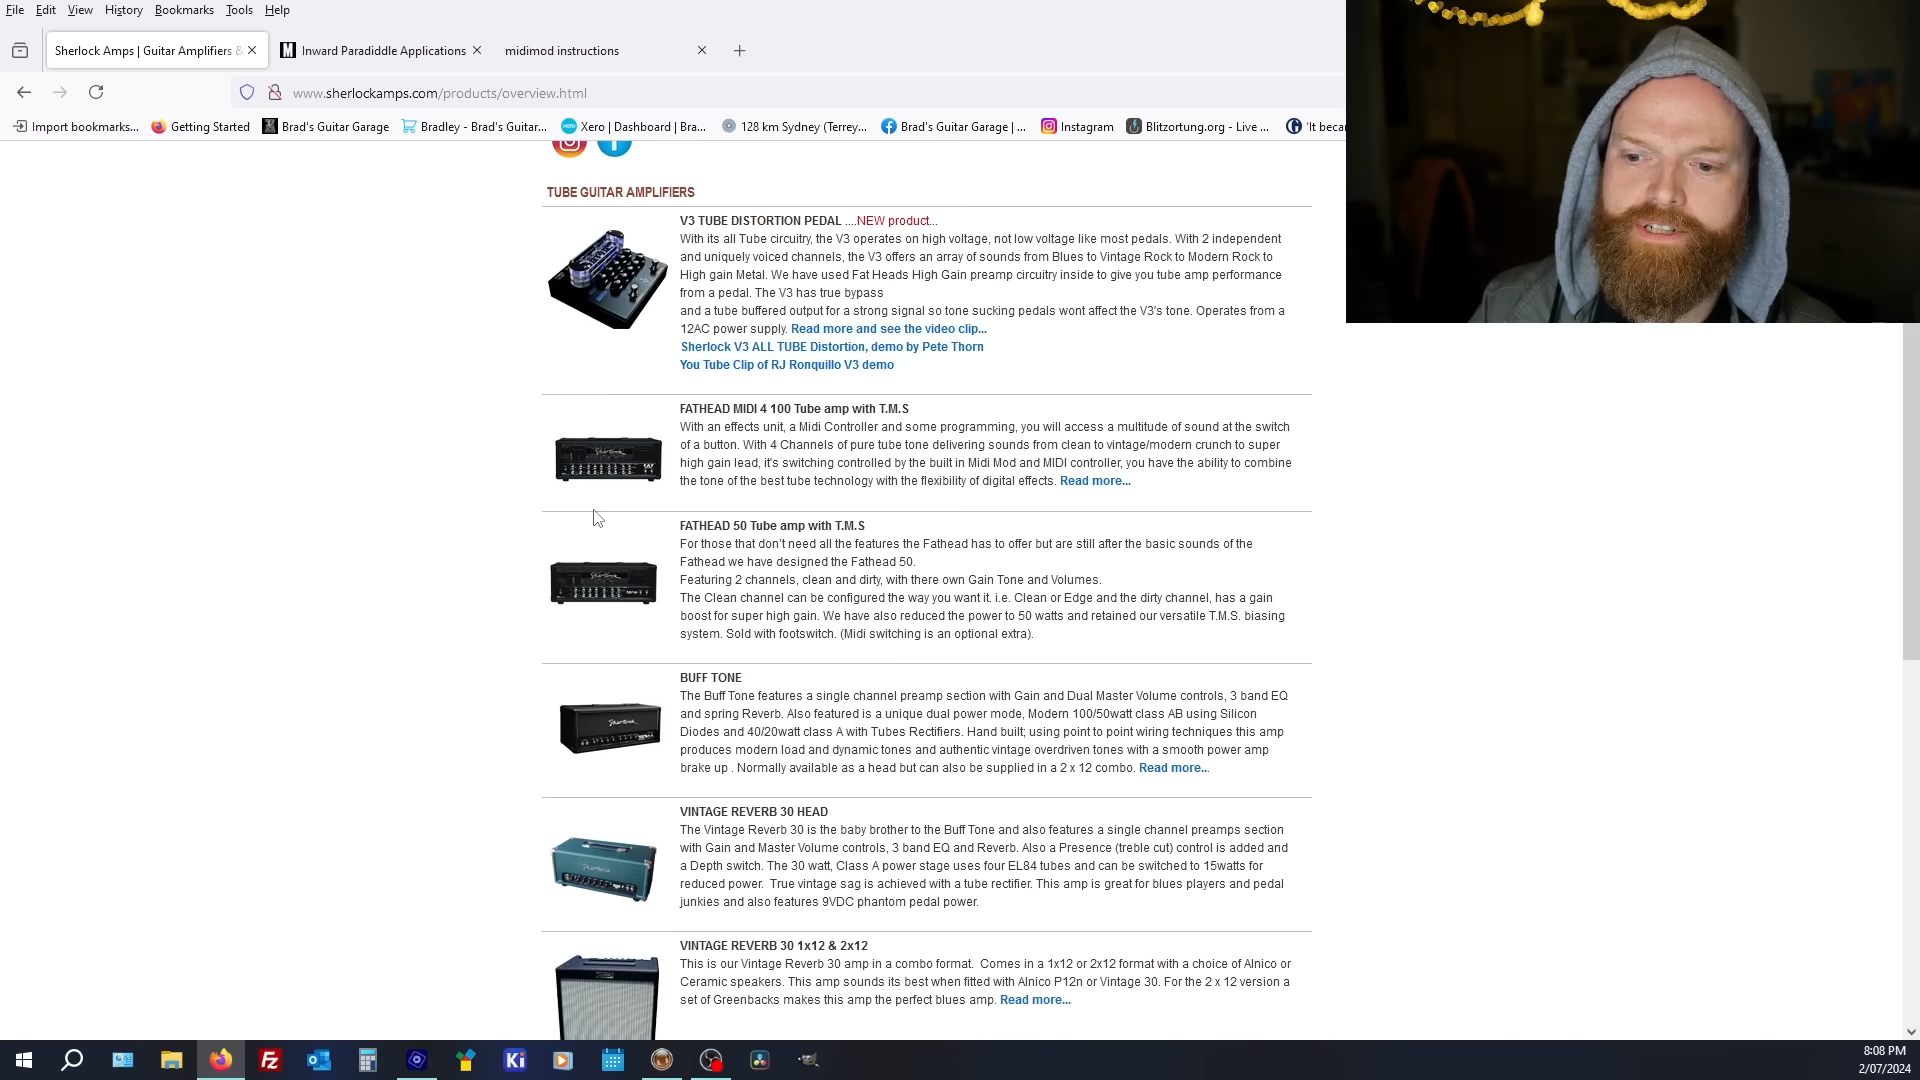 File Edit View History Bookmarks Tools Help
Sherlock Amps | Guitar Amplifiers &
Inward Paradiddle Applications
midimod instructions
www.sherlockamps.com/products/overview.html
Import bookmarks... Getting Started Brad's Guitar Garage Bradley - Brad's Guitar... Xero | Dashboard | Bra... 128 km Sydney (Terrey... Brad's Guitar Garage | ... Instagram Blitzortung.org - Live ... 'It becar
TUBE GUITAR AMPLIFIERS
V3 TUBE DISTORTION PEDAL ....NEW product...
With its all Tube circuitry, the V3 operates on high voltage, not low voltage like most pedals. With 2 independent
and uniquely voiced channels, the V3 offers an array of sounds from Blues to Vintage Rock to Modern Rock to
High gain Metal. We have used Fat Heads High Gain preamp circuitry inside to give you tube amp performance
from a pedal. The V3 has true bypass
and a tube buffered output for a strong signal so tone sucking pedals wont affect the V3's tone. Operates from a
12AC power supply. Read more and see the video clip...
Sherlock V3 ALL TUBE Distortion, demo by Pete Thorn
You Tube Clip of RJ Ronquillo V3 demo
FATHEAD MIDI 4 100 Tube amp with T.M.S
With an effects unit, a Midi Controller and some programming, you will access a multitude of sound at the switch
of a button. With 4 Channels of pure tube tone delivering sounds from clean to vintage/modern crunch to super
high gain lead, it's switching controlled by the built in Midi Mod and MIDI controller, you have the ability to combine
the tone of the best tube technology with the flexibility of digital effects. Read more...
FATHEAD 50 Tube amp with T.M.S
For those that don't need all the features the Fathead has to offer but are still after the basic sounds of the
Fathead we have designed the Fathead 50.
Featuring 2 channels, clean and dirty, with there own Gain Tone and Volumes.
The Clean channel can be configured the way you want it. i.e. Clean or Edge and the dirty channel, has a gain
boost for super high gain. We have also reduced the power to 50 watts and retained our versatile T.M.S. biasing
system. Sold with footswitch. (Midi switching is an optional extra).
BUFF TONE
The Buff Tone features a single channel preamp section with Gain and Dual Master Volume controls, 3 band EQ
and spring Reverb. Also featured is a unique dual power mode, Modern 100/50watt class AB using Silicon
Diodes and 40/20watt class A with Tubes Rectifiers. Hand built; using point to point wiring techniques this amp
produces modern load and dynamic tones and authentic vintage overdriven tones with a smooth power amp
brake up . Normally available as a head but can also be supplied in a 2 x 12 combo. Read more...
VINTAGE REVERB 30 HEAD
The Vintage Reverb 30 is the baby brother to the Buff Tone and also features a single channel preamps section
with Gain and Master Volume controls, 3 band EQ and Reverb. Also a Presence (treble cut) control is added and
a Depth switch. The 30 watt, Class A power stage uses four EL84 tubes and can be switched to 15watts for
reduced power. True vintage sag is achieved with a tube rectifier. This amp is great for blues players and pedal
junkies and also features 9VDC phantom pedal power.
VINTAGE REVERB 30 1x12 & 2x12
This is our Vintage Reverb 30 amp in a combo format. Comes in a 1x12 or 2x12 format with a choice of Alnico or
Ceramic speakers. This amp sounds its best when fitted with Alnico P12n or Vintage 30. For the 2 x 12 version a
set of Greenbacks makes this amp the perfect blues amp. Read more...
8:08 PM
2/07/2024